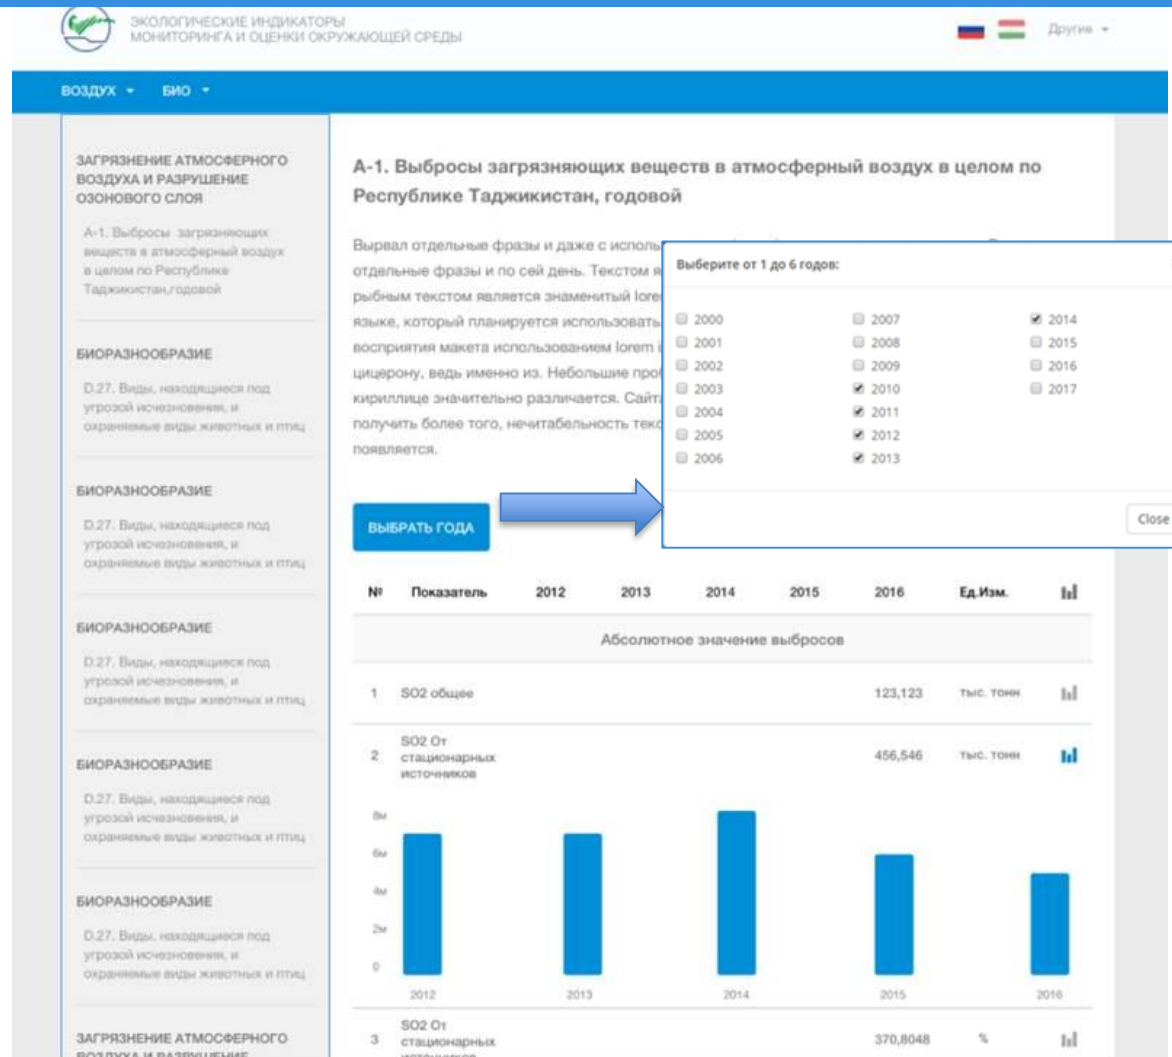 ЭКОЛОГИЧЕСКИЕ ИНДИКАТОРЫ
МОНИТОРИНГА И ОЦЕНКИ ОКРУЖАЮЩЕЙ СРЕДЫ
Другие
ВОЗДУХ
БИО
ЗАГРЯЗНЕНИЕ АТМОСФЕРНОГО
ВОЗДУХА И РАЗРУШЕНИЕ
ОЗОНОВОГО СЛОЯ
А-1. Выбросы загрязняющих
веществ в атмосферный воздух
в целом по Республике
Таджикистан,годовой
БИОРАЗНООБРАЗИЕ
D.27. Виды, находящиеся под
угрозой исчезновения, и
охраняемые виды животных и птиц
БИОРАЗНООБРАЗИЕ
D.27. Виды, находящиеся под
угрозой исчезновения, и
охраняемые виды животных и птиц
БИОРАЗНООБРАЗИЕ
D.27. Виды, находящиеся под
угрозой исчезновения, и
охраняемые виды животных и птиц
БИОРАЗНООБРАЗИЕ
D.27. Виды, находящиеся под
угрозой исчезновения, и
охраняемые виды животных и птиц
БИОРАЗНООБРАЗИЕ
D.27. Виды, находящиеся под
угрозой исчезновения, и
охраняемые виды животных и птиц
ЗАГРЯЗНЕНИЕ АТМОСФЕРНОГО
ВОЗДУХА И РАЗРУШЕНИЕ
А-1. Выбросы загрязняющих веществ в атмосферный воздух в целом по
Республике Таджикистан, годовой
Вырвал отдельные фразы и даже с исполь
отдельные фразы и по сей день. Текстом я
рыбным текстом является знаменитый lore
языке, который планируется использовать
восприятия макета использованием lorem i
цицерону, ведь именно из. Небольшие про
кириллице значительно различается. Сайт
получить более того, нечитабельность текс
появляется.
Выберите от 1 до 6 годов:
2000 2007 2014
2001 2008 2015
2002 2009 2016
2003 2010 2017
2004 2011
2005 2012
2006 2013
Close
ВЫБРАТЬ ГОДА
№ Показатель 2012 2013 2014 2015 2016 Ед.Изм.
Абсолютное значение выбросов
1 SO2 общее 123,123 тыс. тонн
2 SO2 От стационарных источников 456,546 тыс. тонн
8м
6м
4м
2м
0
2012 2013 2014 2015 2016
3 SO2 От стационарных источников 370,8048 %